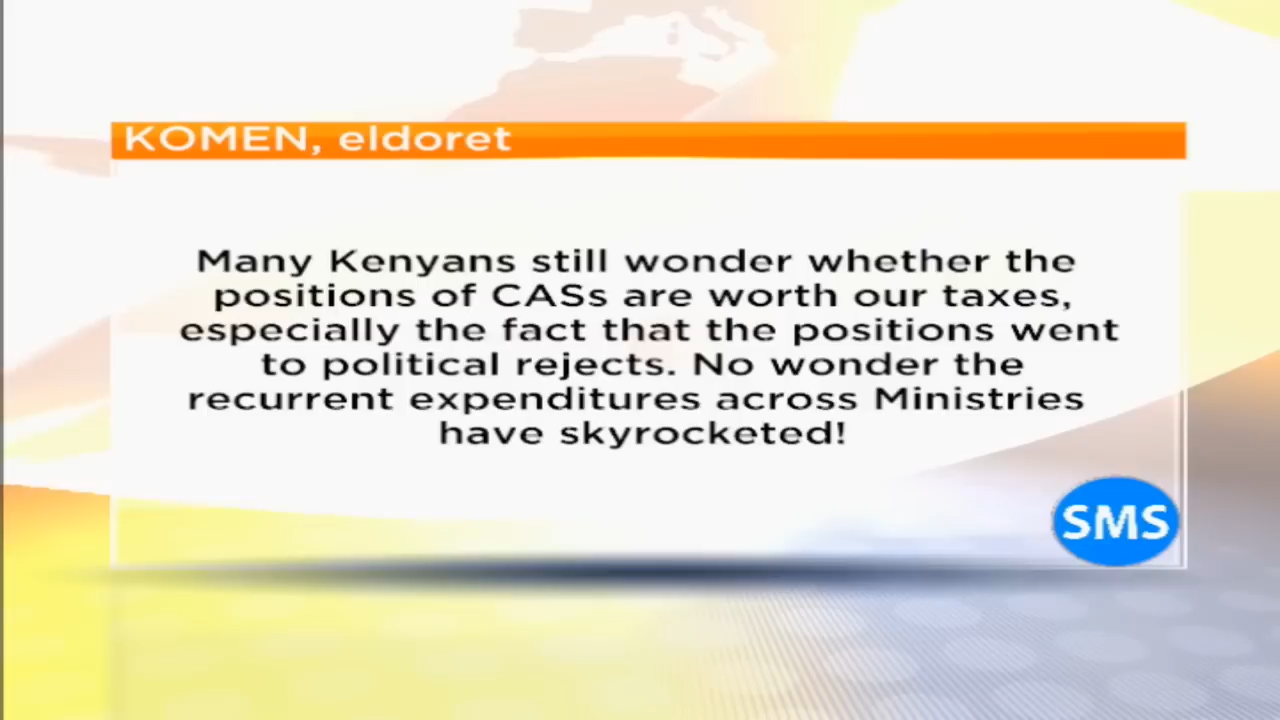 KOMEN, eldoret
Many Kenyans still wonder whether the
positions of CASs are worth our taxes,
especially the fact that the positions went
to political rejects. No wonder the
recurrent expenditures across Ministries
have skyrocketed!
SMS